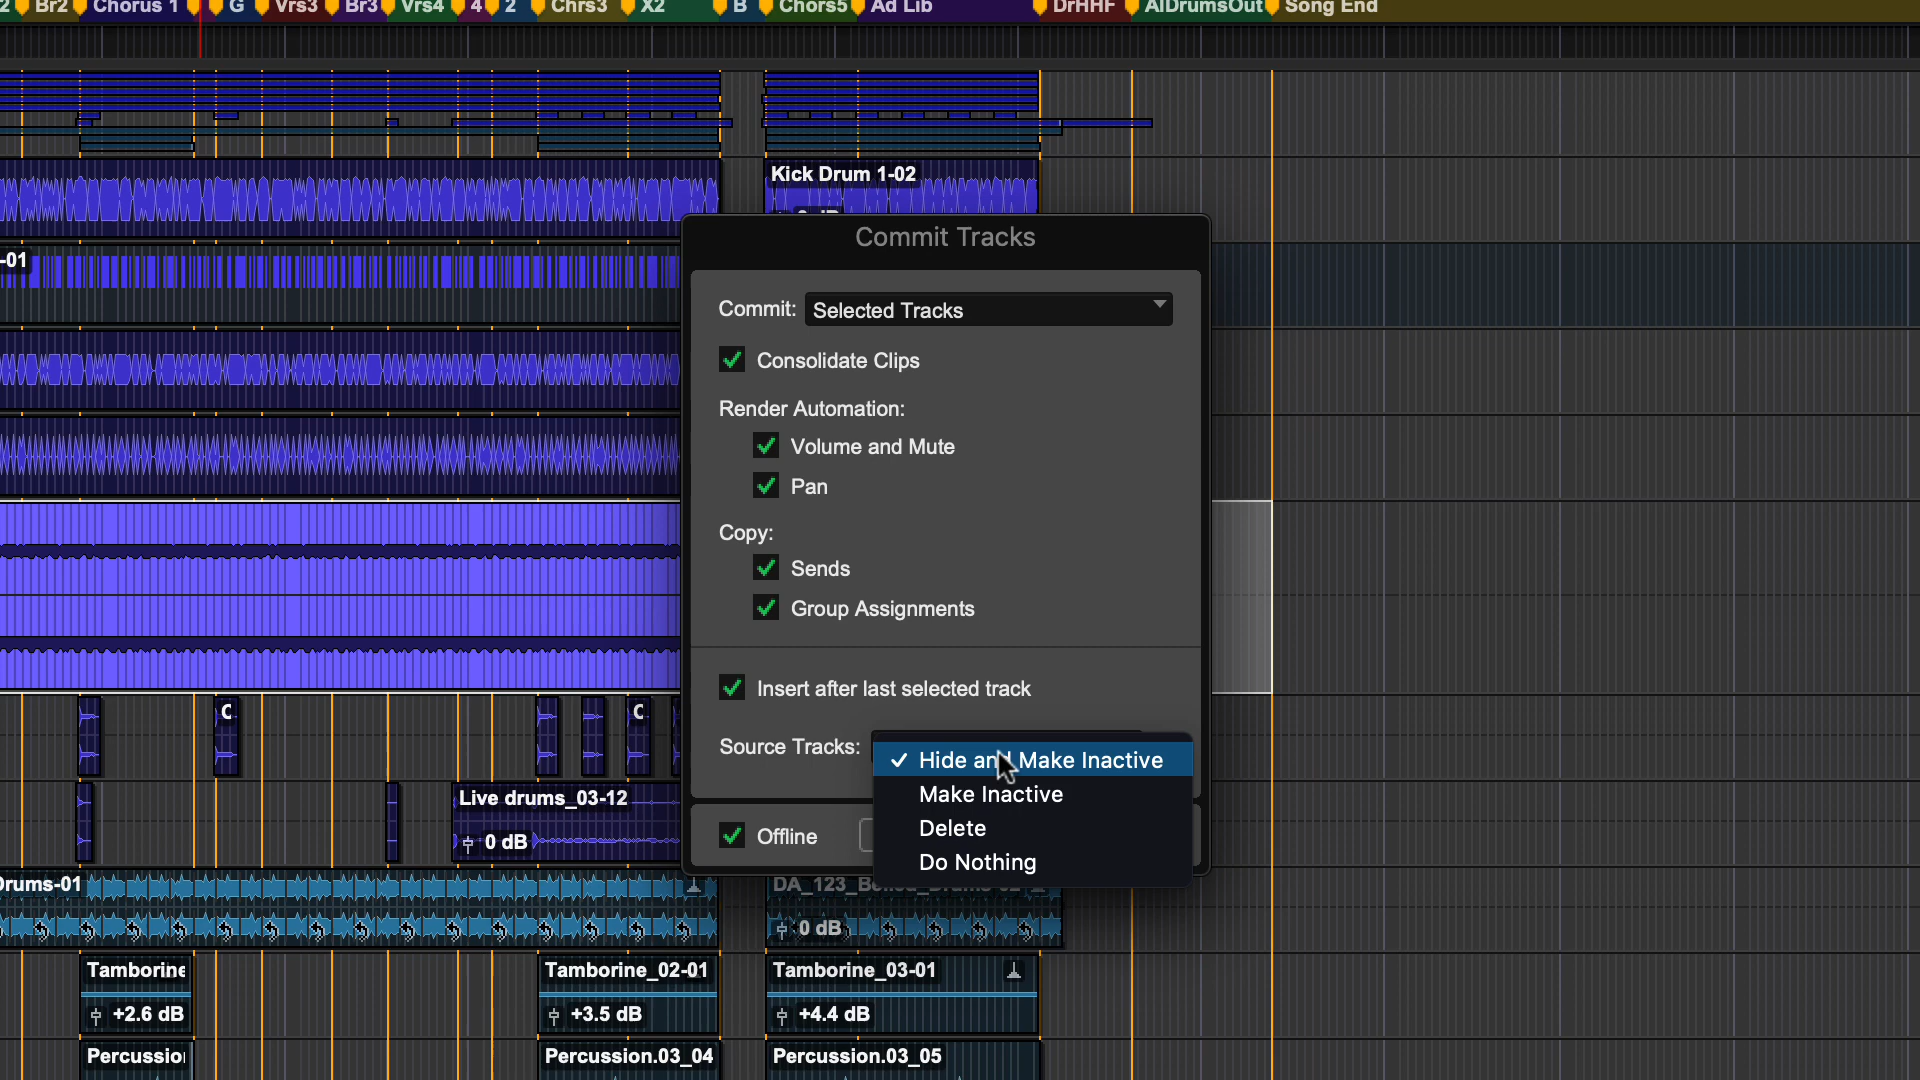 2 Br2 Chorus 1 G Vrs3 Br3 Vrs4 4 2 Chrs3 X2 B Chors5 Ad Lib DrHHF AlDrumsOut Song End
Kick Drum 1-02
-01
Commit Tracks
Commit: Selected Tracks
Consolidate Clips
Render Automation:
Volume and Mute
Pan
Copy:
Sends
Group Assignments
Insert after last selected track
Source Tracks:
Hide and Make Inactive
Make Inactive
Delete
Do Nothing
Offline
C C
Live drums_03-12
0 dB
Drums-01
0 dB
Tamborine Tamborine_02-01 Tamborine_03-01
+2.6 dB +3.5 dB +4.4 dB
Percussion Percussion.03_04 Percussion.03_05